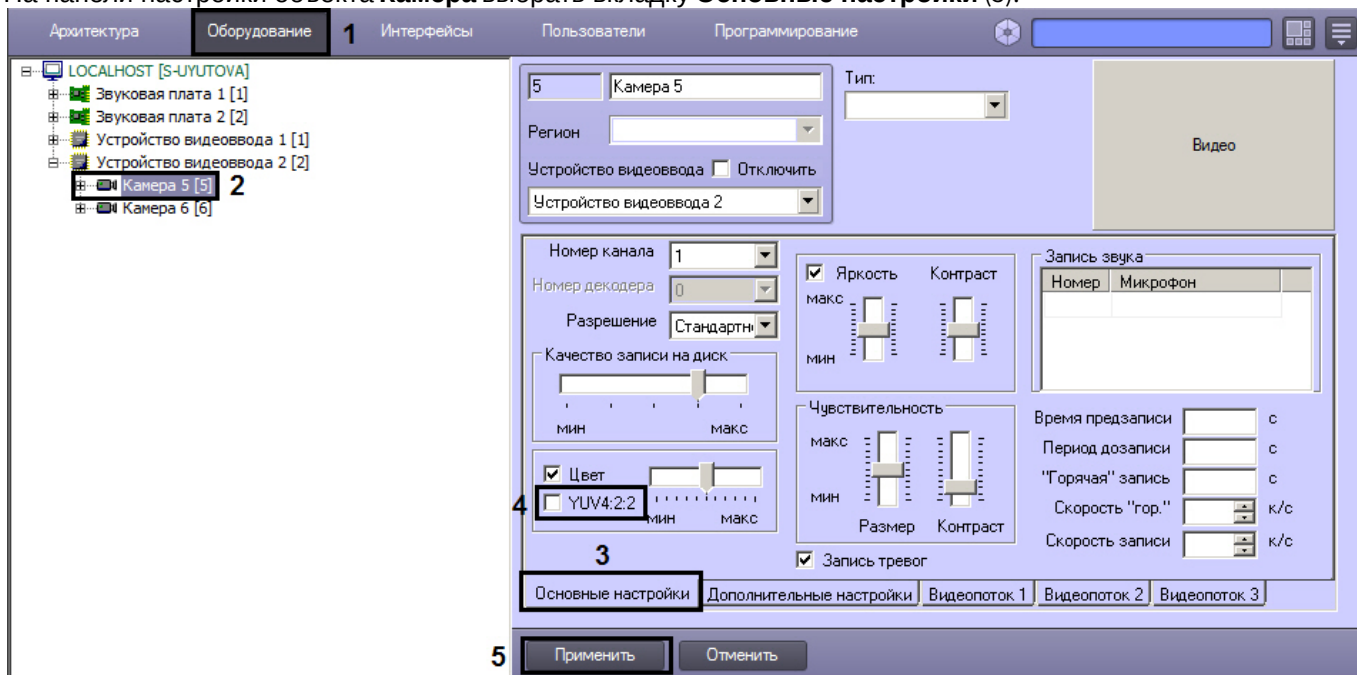 На панели настройки объекта Камера выбрать вкладку Основные настройки (3).
Архитектура Оборудование 1 Интерфейсы Пользователи Программирование
LOCALHOST [S-UYUTOVA]
Звуковая плата 1 [1]
Звуковая плата 2 [2]
Устройство видеоввода 1 [1]
Устройство видеоввода 2 [2]
Камера 5 [5] 2
Камера 6 [6]
5 Камера 5
Тип:
Регион
Устройство видеоввода Отключить
Устройство видеоввода 2
Видео
Номер канала 1
Номер декодера 0
Разрешение Стандартн
Качество записи на диск
мин макс
Цвет
4 YUV4:2:2
мин макс
Яркость Контраст
макс
мин
Чувствительность
макс
мин
Размер Контраст
Запись тревог
Запись звука
Номер Микрофон
Время предзаписи с
Период дозаписи с
"Горячая" запись с
Скорость "гор." к/с
Скорость записи к/с
3
Основные настройки Дополнительные настройки Видеопоток 1 Видеопоток 2 Видеопоток 3
5 Применить Отменить